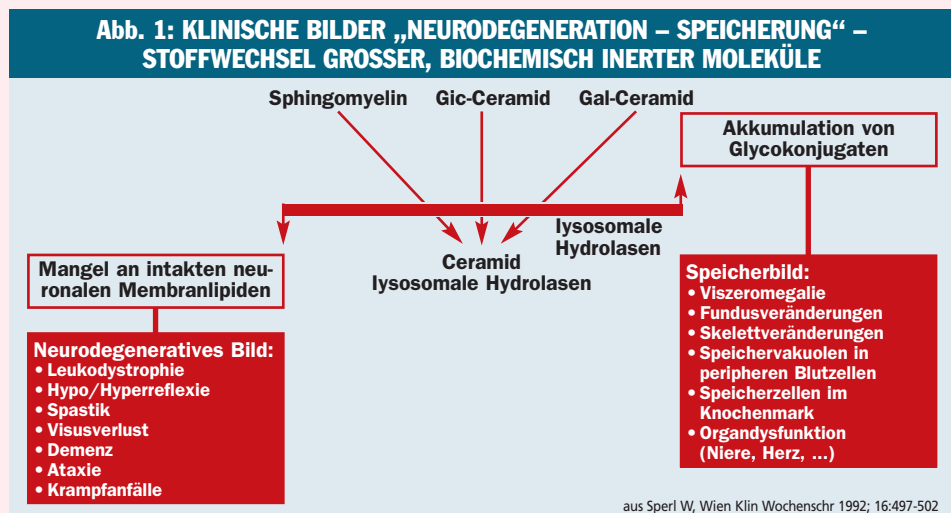 Abb. 1: KLINISCHE BILDER „NEURODEGENERATION – SPEICHERUNG“ –
STOFFWECHSEL GROSSER, BIOCHEMISCH INERTER MOLEKÜLE
Sphingomyelin Gic-Ceramid Gal-Ceramid
Akkumulation von
Glycokonjugaten
lysosomale
Hydrolasen
Ceramid
lysosomale Hydrolasen
Mangel an intakten neu-
ronalen Membranlipiden
Neurodegeneratives Bild:
• Leukodystrophie
• Hypo/Hyperreflexie
• Spastik
• Visusverlust
• Demenz
• Ataxie
• Krampfanfälle
Speicherbild:
• Viszeromegalie
• Fundusveränderungen
• Skelettveränderungen
• Speichervakuolen in
peripheren Blutzellen
• Speicherzellen im
Knochenmark
• Organdysfunktion
(Niere, Herz, ...)
aus Sperl W, Wien Klin Wochenschr 1992; 16:497-502